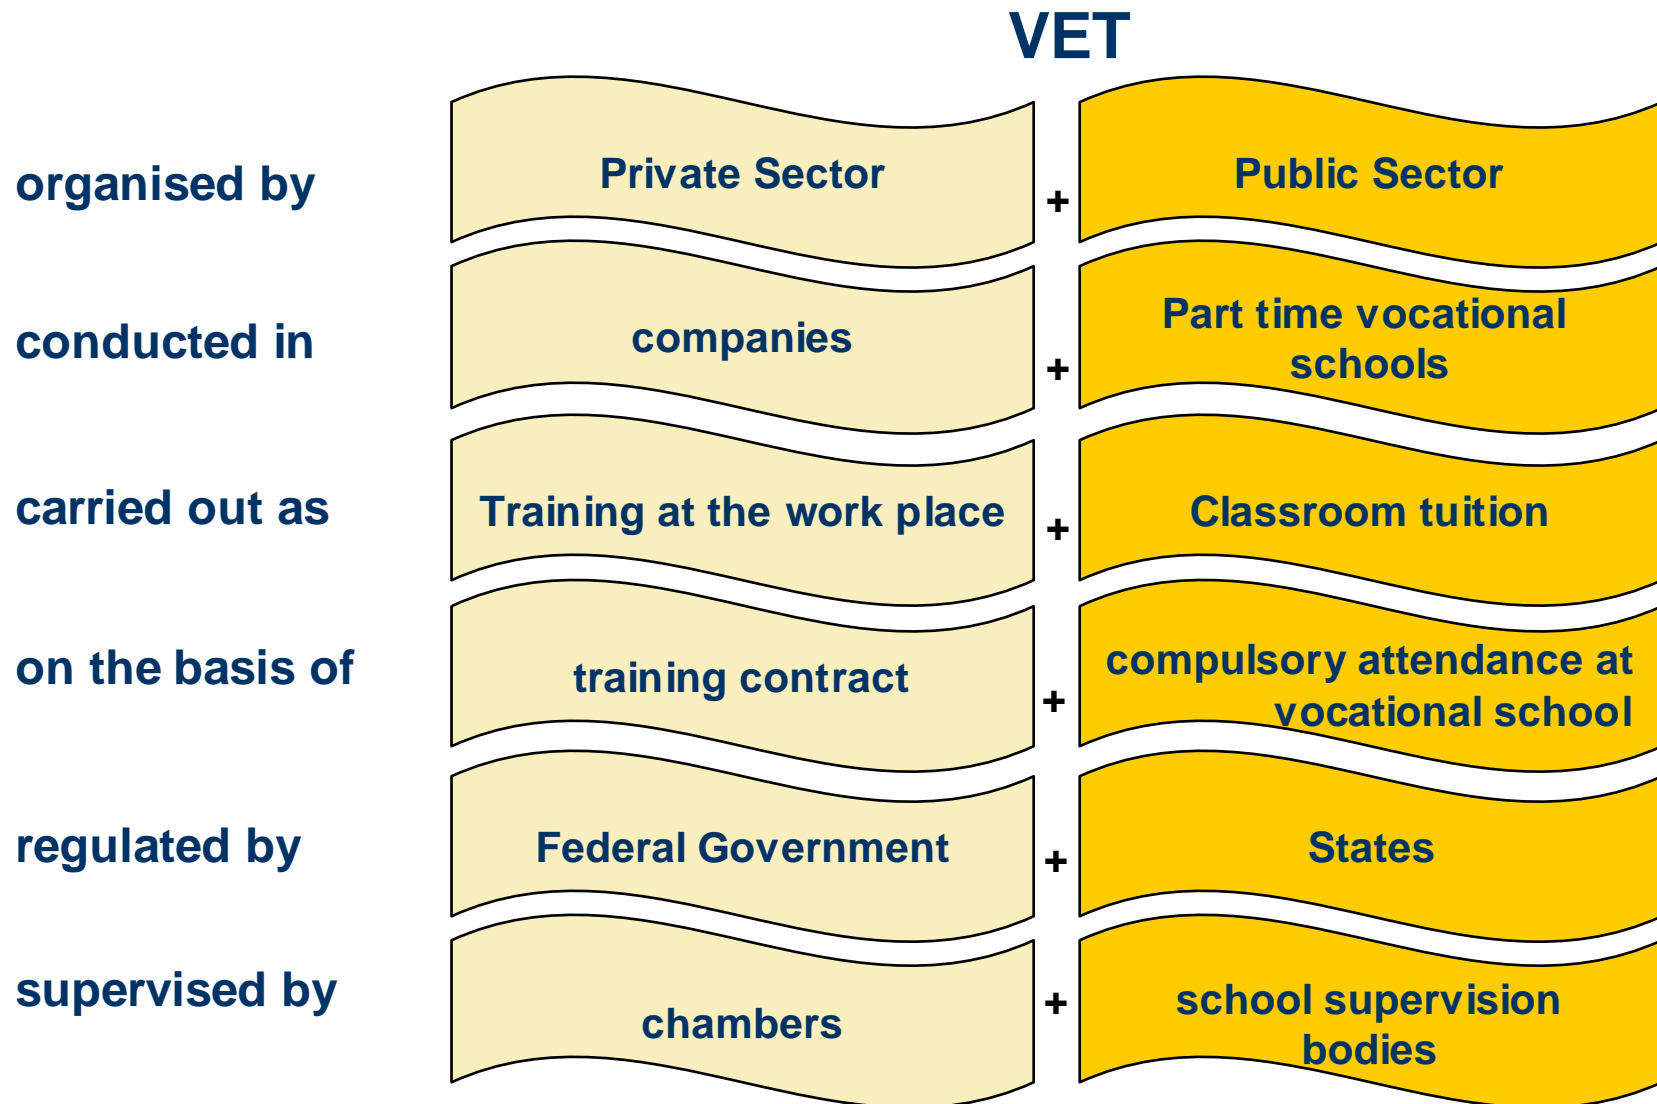 VET
organised by
Private Sector
+
Public Sector
conducted in
companies
+
Part time vocational
schools
carried out as
Training at the work place
+
Classroom tuition
on the basis of
training contract
+
compulsory attendance at
vocational school
regulated by
Federal Government
+
States
supervised by
chambers
+
school supervision
bodies